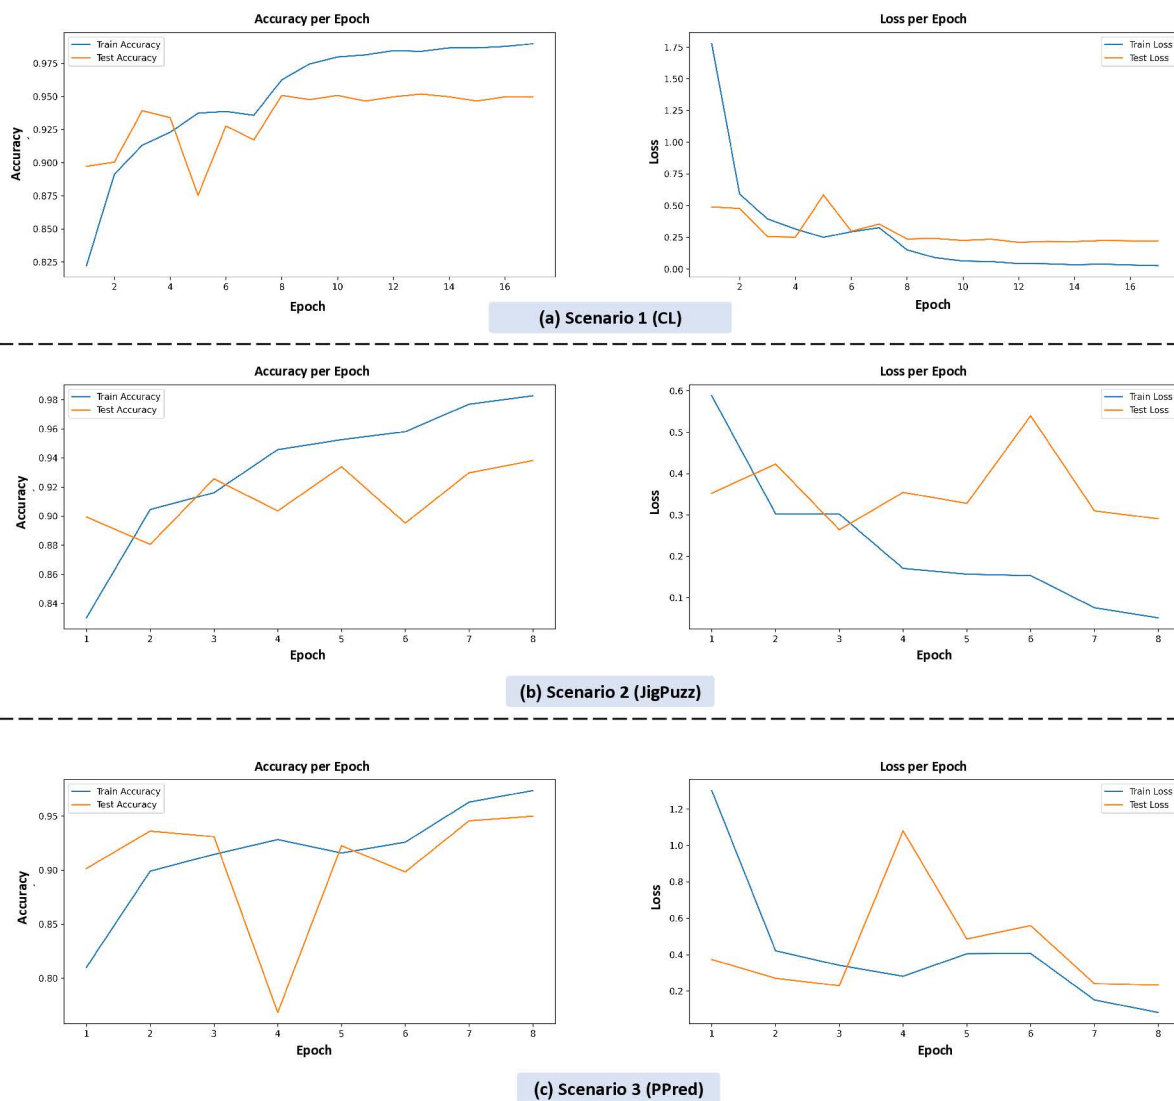 Accuracy per Epoch
Train Accuracy
Test Accuracy
0.975
0.950
0.925
0.900
0.875
0.850
0.825
Accuracy
2 4 6 8 10 12 14 16
Epoch
Loss per Epoch
Train Loss
Test Loss
1.75
1.50
1.25
1.00
0.75
0.50
0.25
0.00
Loss
2 4 6 8 10 12 14 16
Epoch
(a) Scenario 1 (CL)
Accuracy per Epoch
Train Accuracy
Test Accuracy
0.98
0.96
0.94
0.92
0.90
0.88
0.86
0.84
Accuracy
1 2 3 4 5 6 7 8
Epoch
Loss per Epoch
Train Loss
Test Loss
0.6
0.5
0.4
0.3
0.2
0.1
Loss
1 2 3 4 5 6 7 8
Epoch
(b) Scenario 2 (JigPuzz)
Accuracy per Epoch
Train Accuracy
Test Accuracy
0.95
0.90
0.85
0.80
Accuracy
1 2 3 4 5 6 7 8
Epoch
Loss per Epoch
Train Loss
Test Loss
1.2
1.0
0.8
0.6
0.4
0.2
Loss
1 2 3 4 5 6 7 8
Epoch
(c) Scenario 3 (PPred)